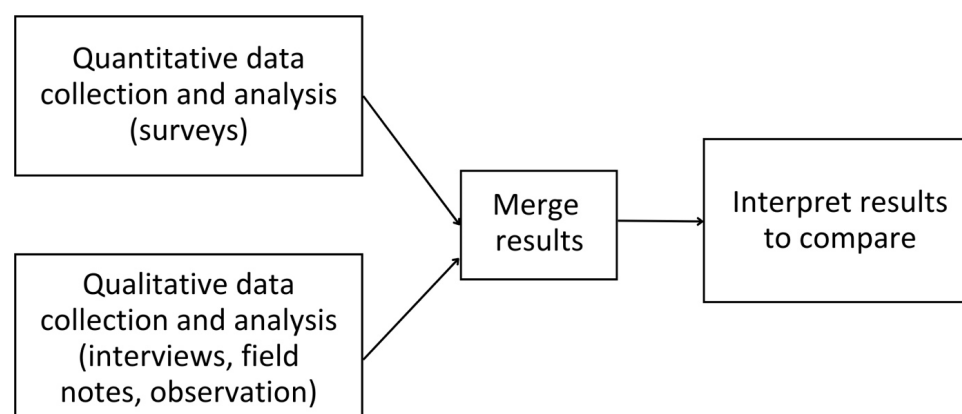 Quantitative data
collection and analysis
(surveys)
Qualitative data
collection and analysis
(interviews, field
notes, observation)
Merge
results
Interpret results
to compare